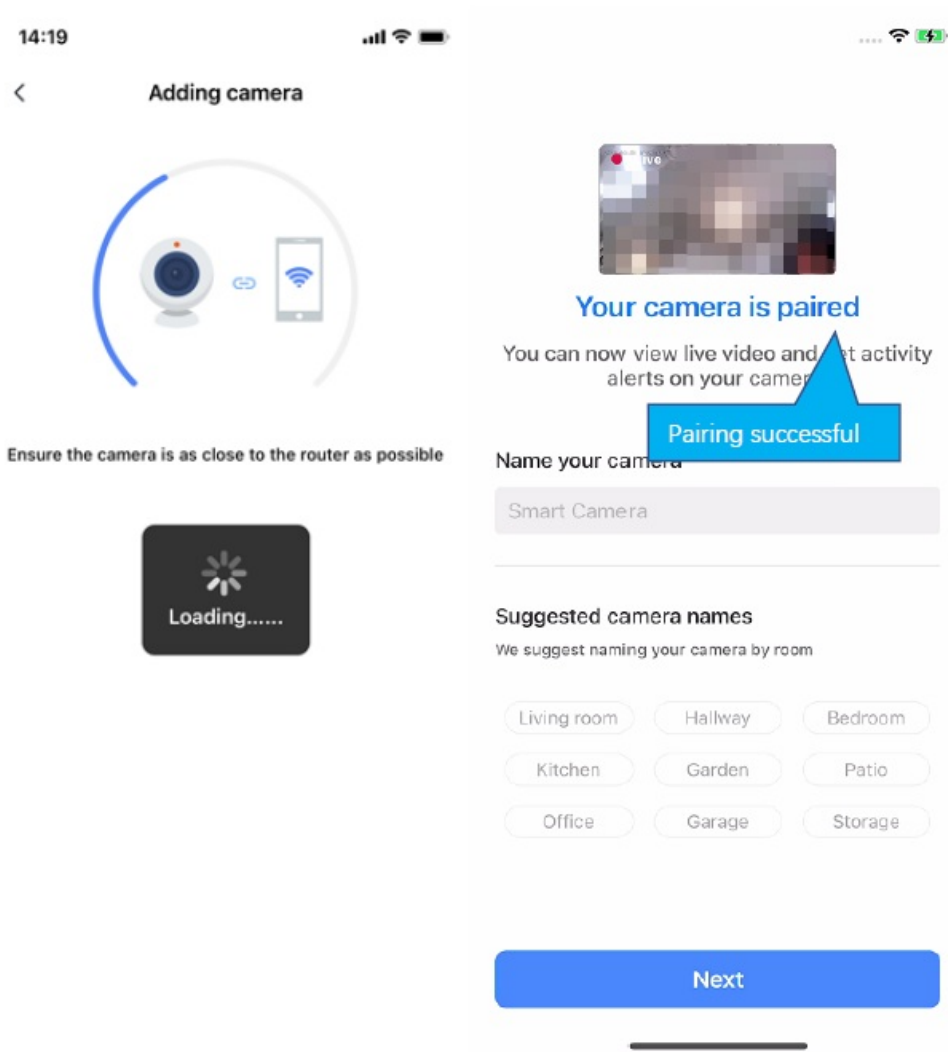 14:19
Adding camera
Ensure the camera is as close to the router as possible
Loading......
Your camera is paired
You can now view live video and activity
alerts on your
Pairing successful
Name your camera
Smart Camera
Suggested camera names
We suggest naming your camera by room
Living room
Hallway
Bedroom
Kitchen
Garden
Patio
Office
Garage
Storage
Next